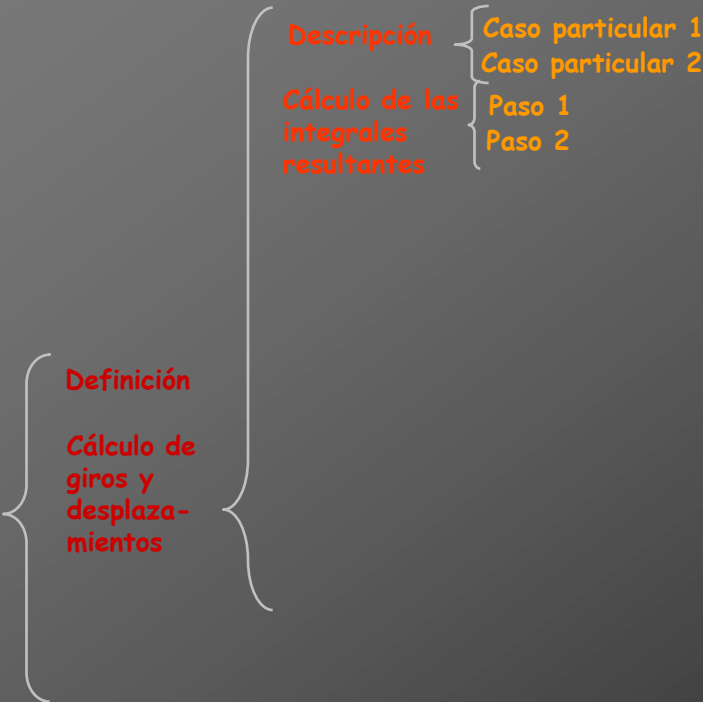 Descripción
Caso particular 1
Caso particular 2
Cálculo de las
integrales
resultantes
Paso 1
Paso 2
Definición
Cálculo de
giros y
desplaza-
mientos